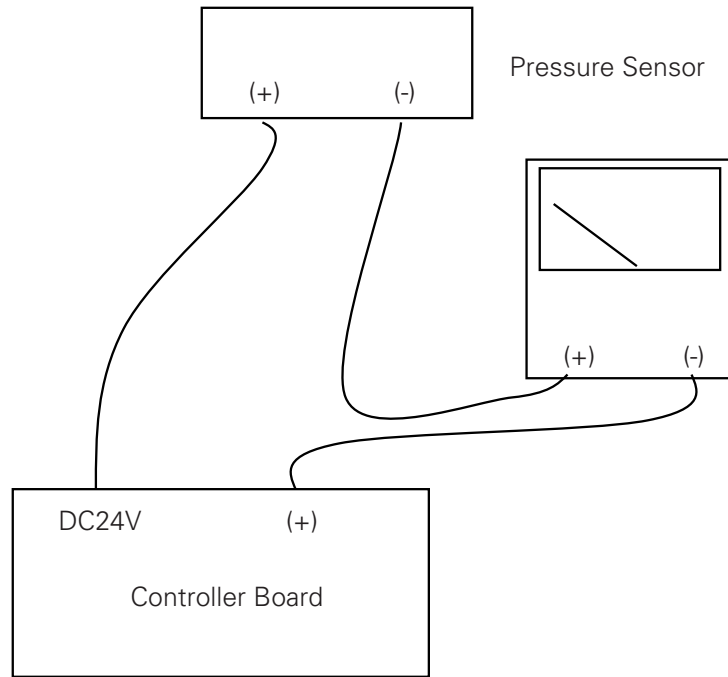 Pressure Sensor
(+) (-)
(+) (-)
DC24V (+)
Controller Board